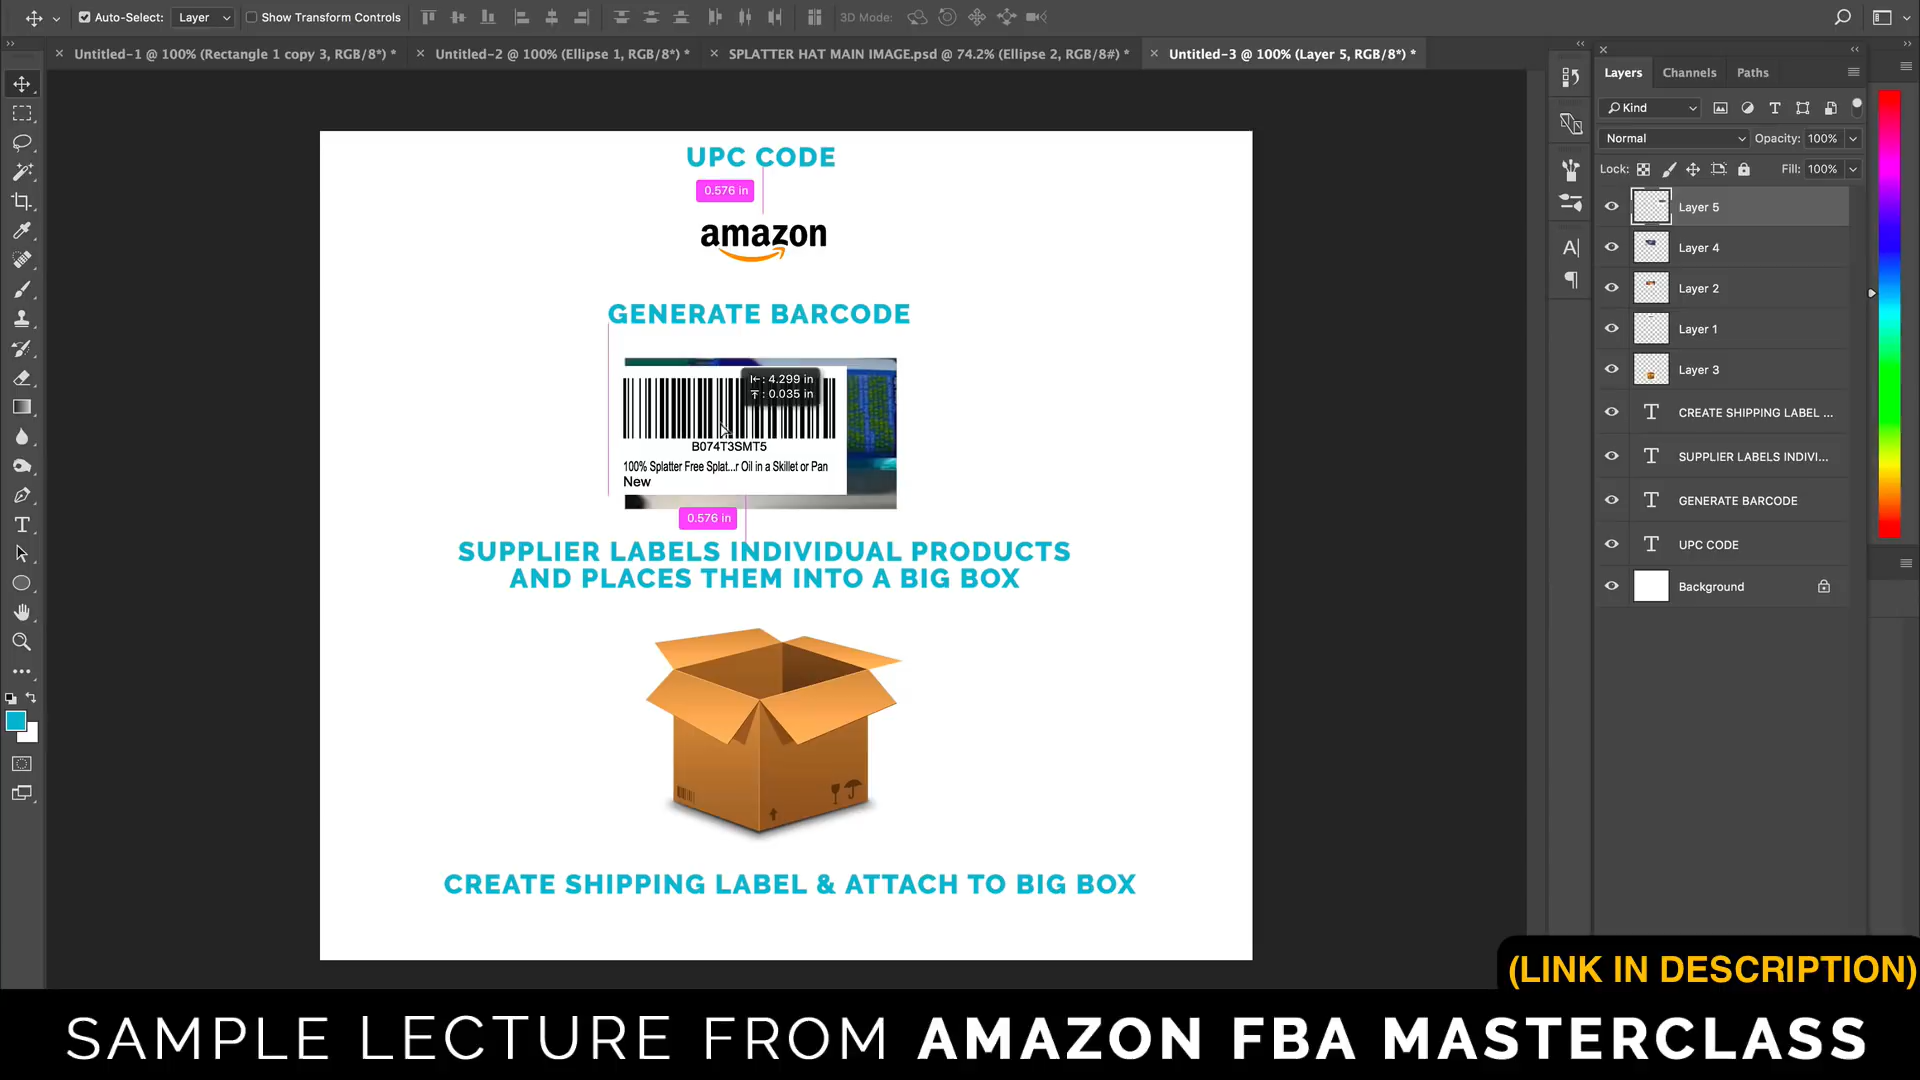 Auto-Select:
Layer
Show Transform Controls
3D Mode:
Untitled-1 @ 100% (Rectangle 1 copy 3, RGB/8*) *
Untitled-2 @ 100% (Ellipse 1, RGB/8*) *
SPLATTER HAT MAIN IMAGE.psd @ 74.2% (Ellipse 2, RGB/8#) *
Untitled-3 @ 100% (Layer 5, RGB/8*) *
UPC CODE
0.576 in
amazon
GENERATE BARCODE
: 4.299 in
: 0.035 in
B074T3SMT5
100% Splatter Free Splat...r Oil in a Skillet or Pan
New
0.576 in
SUPPLIER LABELS INDIVIDUAL PRODUCTS
AND PLACES THEM INTO A BIG BOX
CREATE SHIPPING LABEL & ATTACH TO BIG BOX
Layers
Channels
Paths
Kind
Normal
Opacity: 100%
Lock:
Fill: 100%
Layer 5
Layer 4
Layer 2
Layer 1
Layer 3
CREATE SHIPPING LABEL ...
SUPPLIER LABELS INDIVI...
GENERATE BARCODE
UPC CODE
Background
(LINK IN DESCRIPTION)
SAMPLE LECTURE FROM AMAZON FBA MASTERCLASS